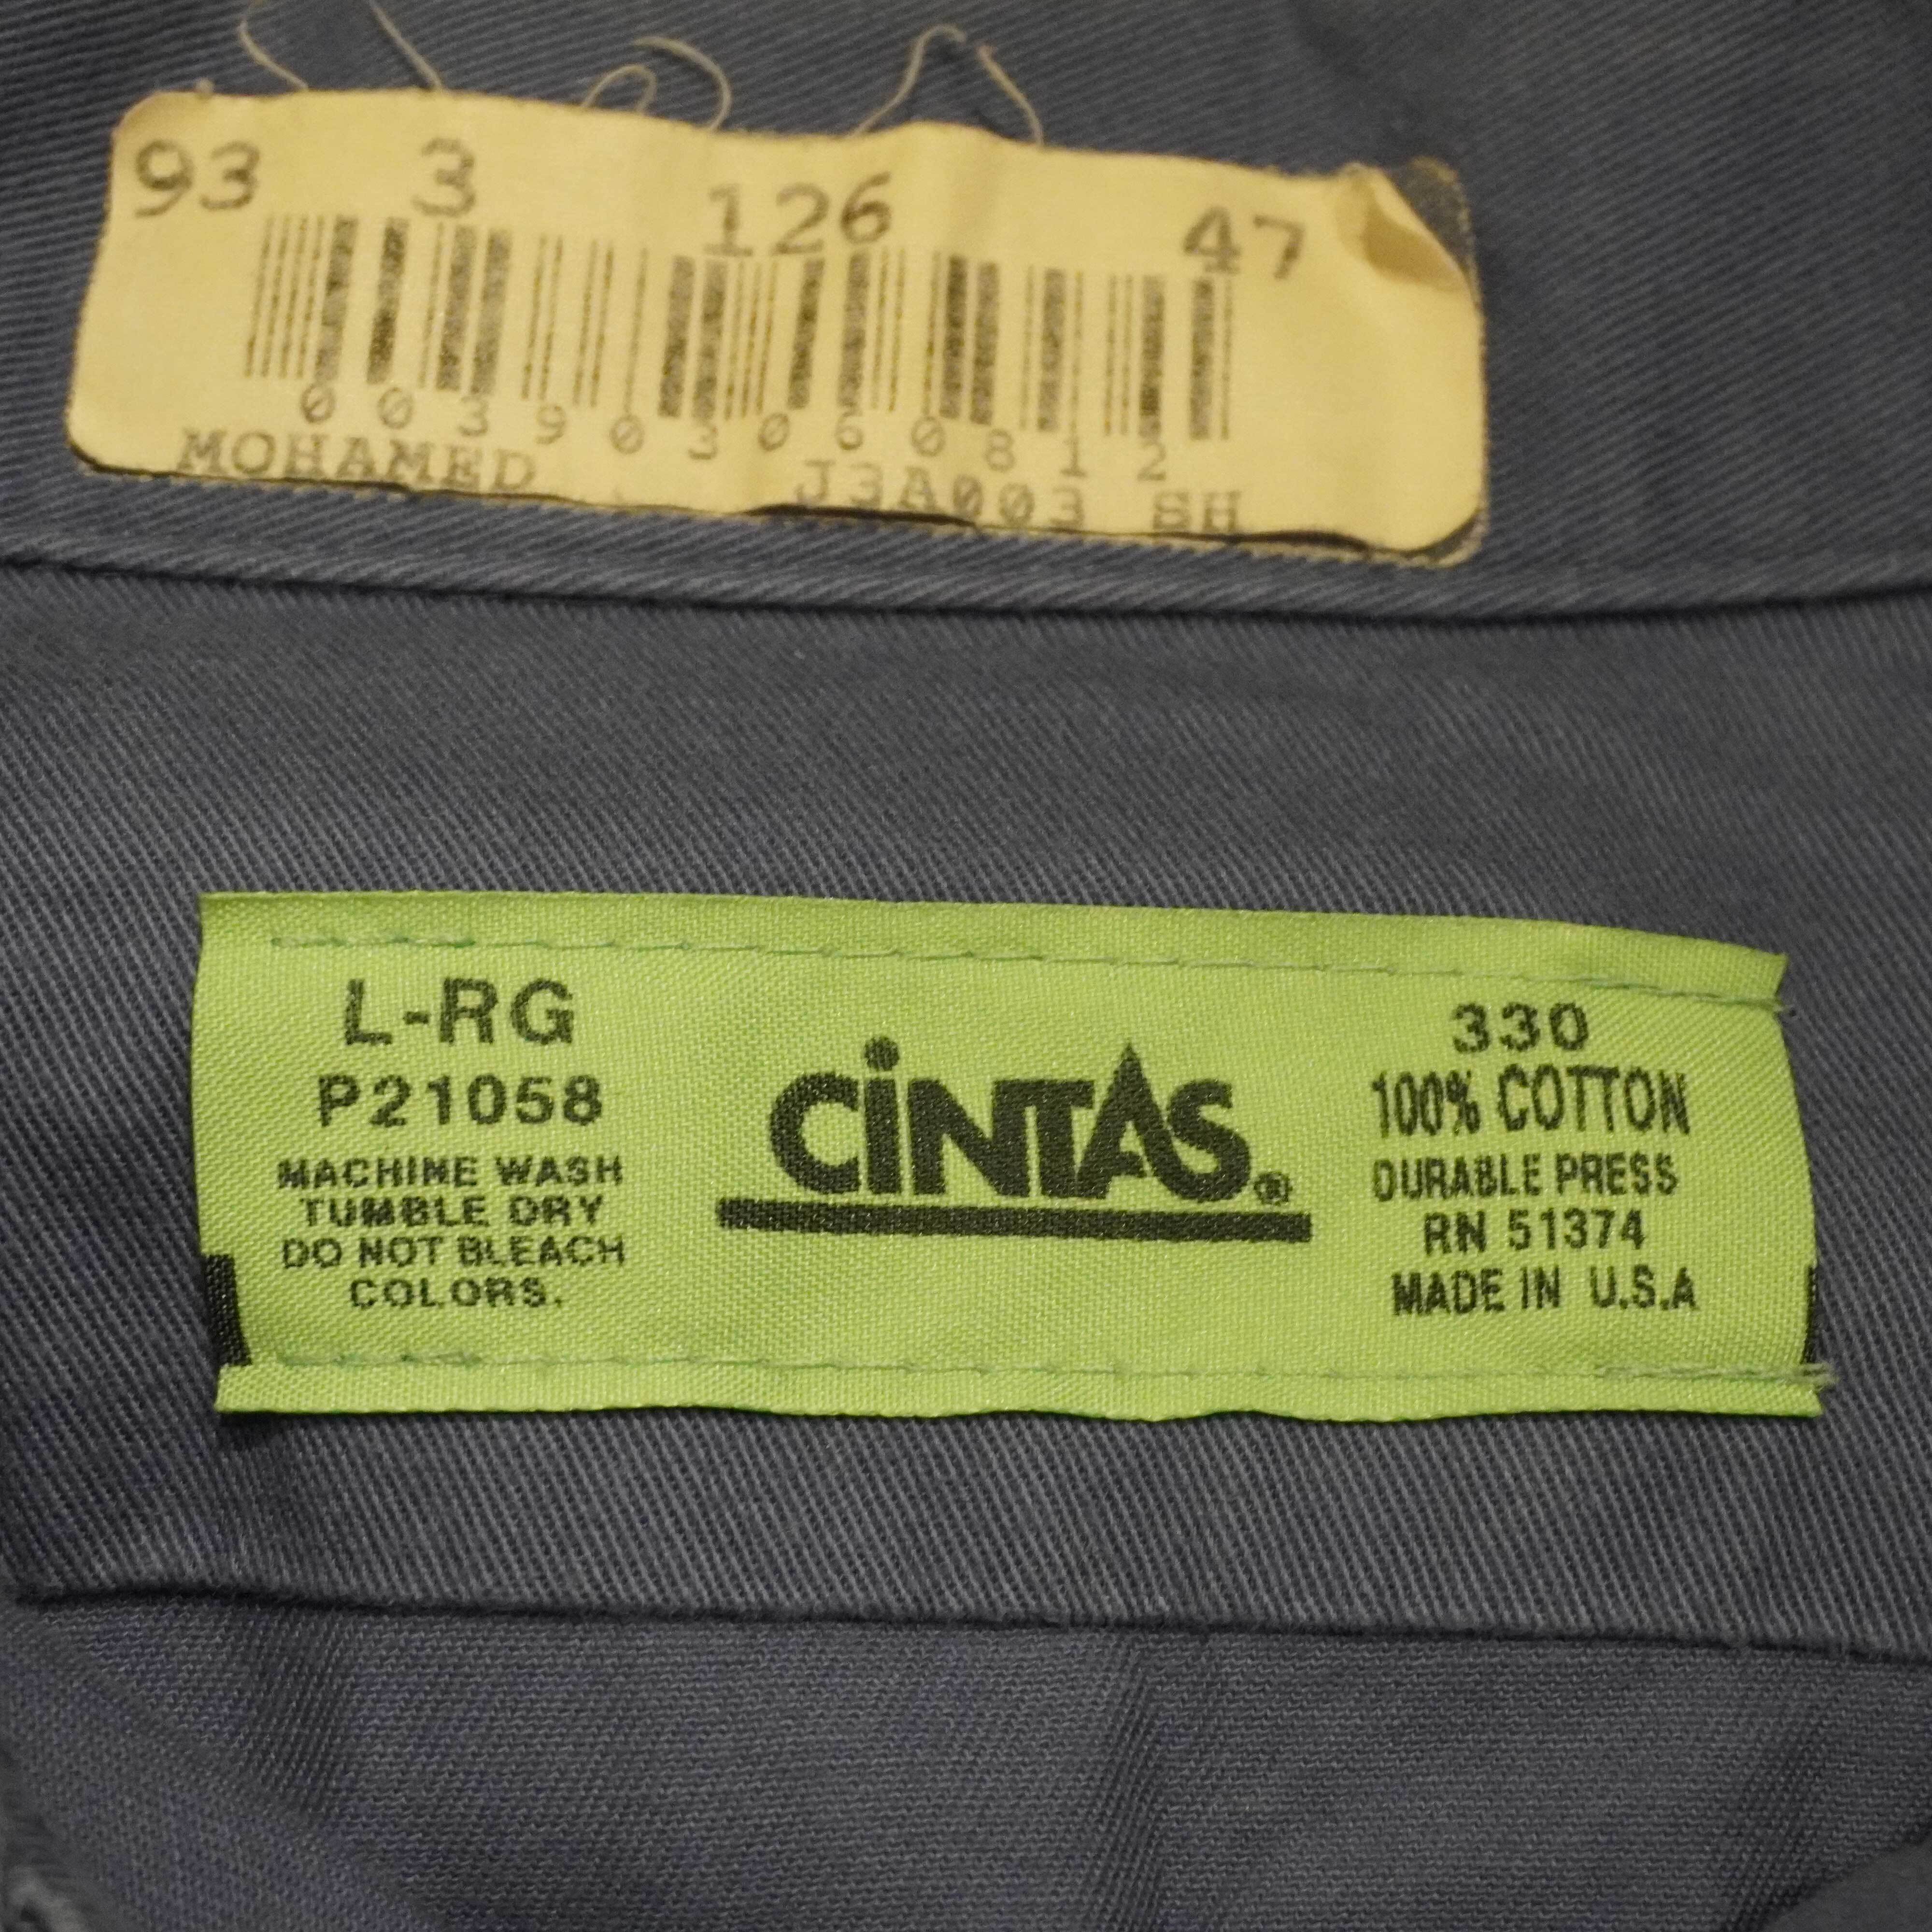 93 3 126 47
003903060812
MOHAMED J3A003 SH
L-RG
P21058
MACHINE WASH
TUMBLE DRY
DO NOT BLEACH
COLORS.
CiNTAS®
330
100% COTTON
DURABLE PRESS
RN 51374
MADE IN U.S.A